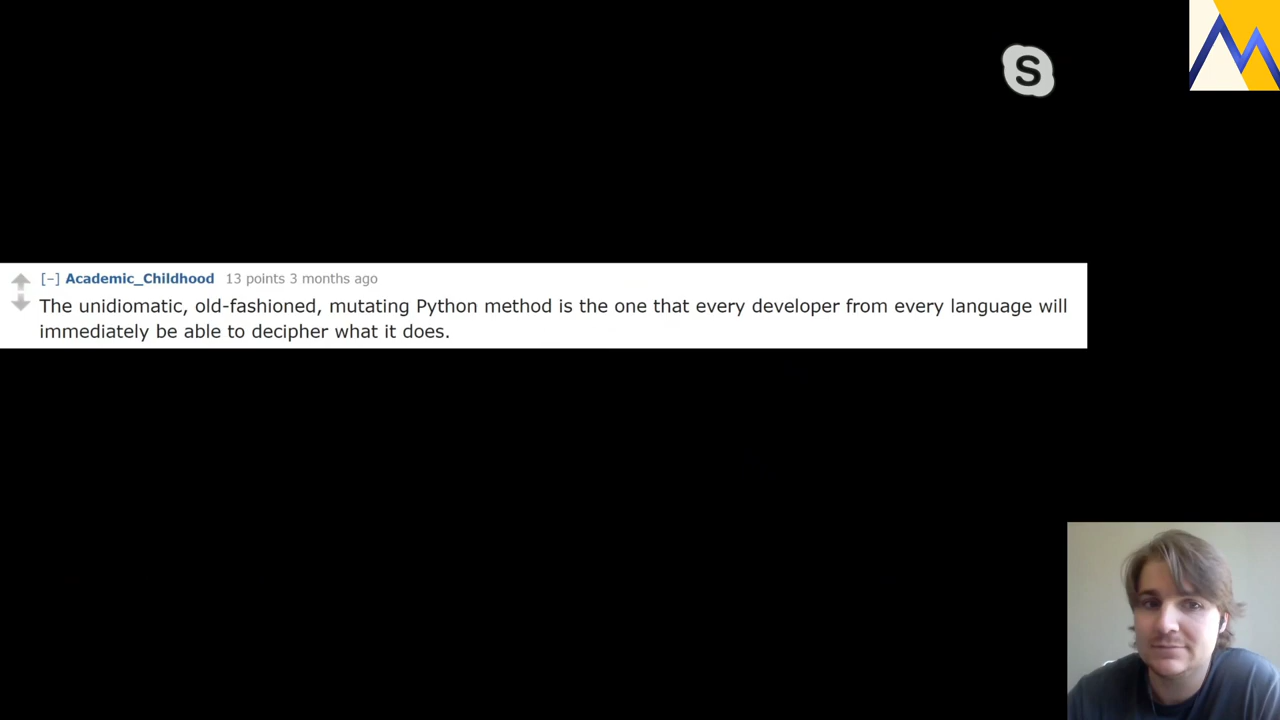 S
[–] Academic_Childhood 13 points 3 months ago
The unidiomatic, old-fashioned, mutating Python method is the one that every developer from every language will
immediately be able to decipher what it does.